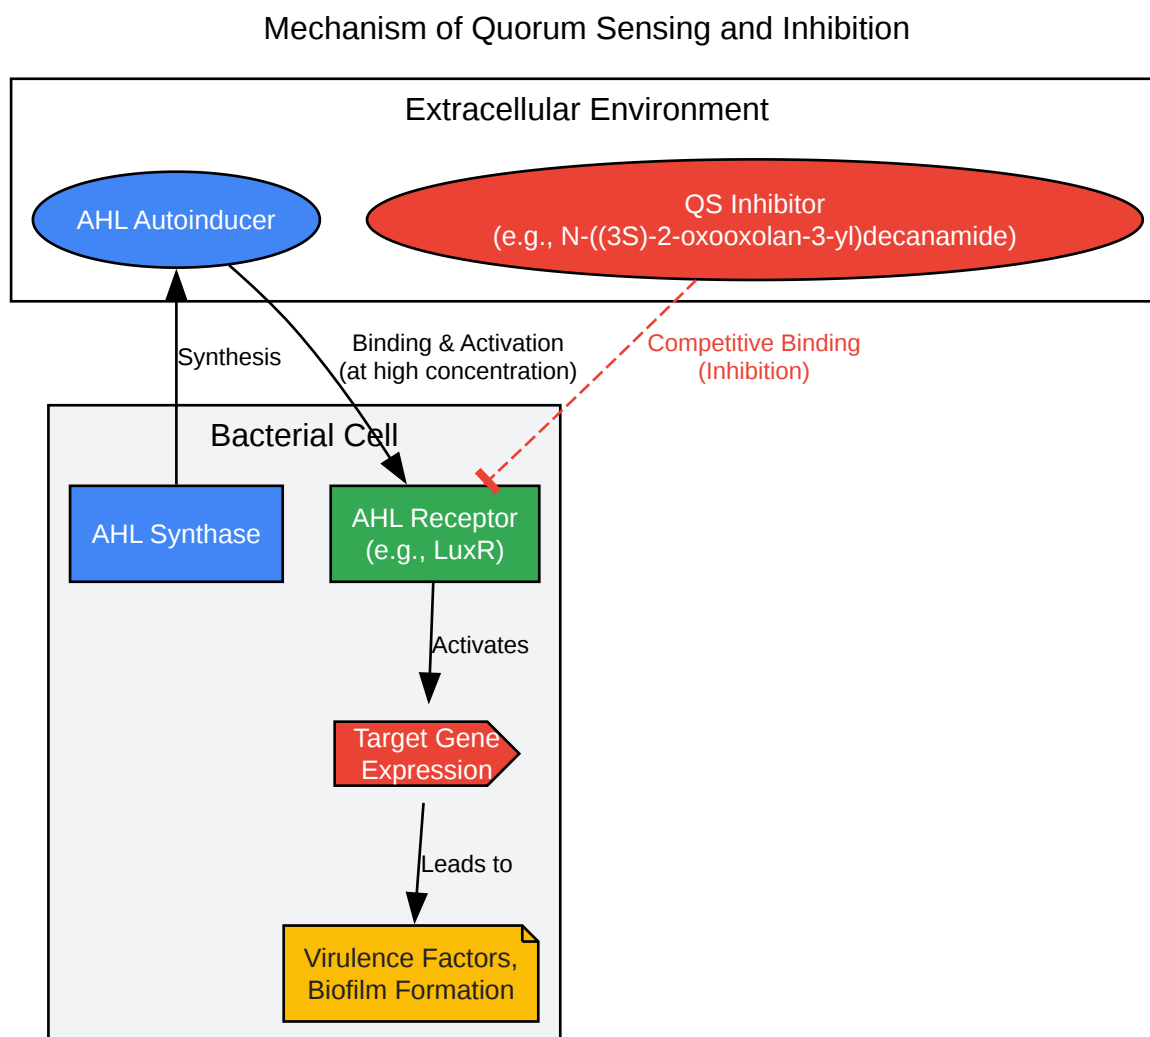 Mechanism of Quorum Sensing and Inhibition
Extracellular Environment
AHL Autoinducer
QS Inhibitor
(e.g., N-((3S)-2-oxooxolan-3-yl)decanamide)
Synthesis
Binding & Activation
(at high concentration)
Competitive Binding
(Inhibition)
Bacterial Cell
AHL Synthase
AHL Receptor
(e.g., LuxR)
Activates
Target Gene
Expression
Leads to
Virulence Factors,
Biofilm Formation